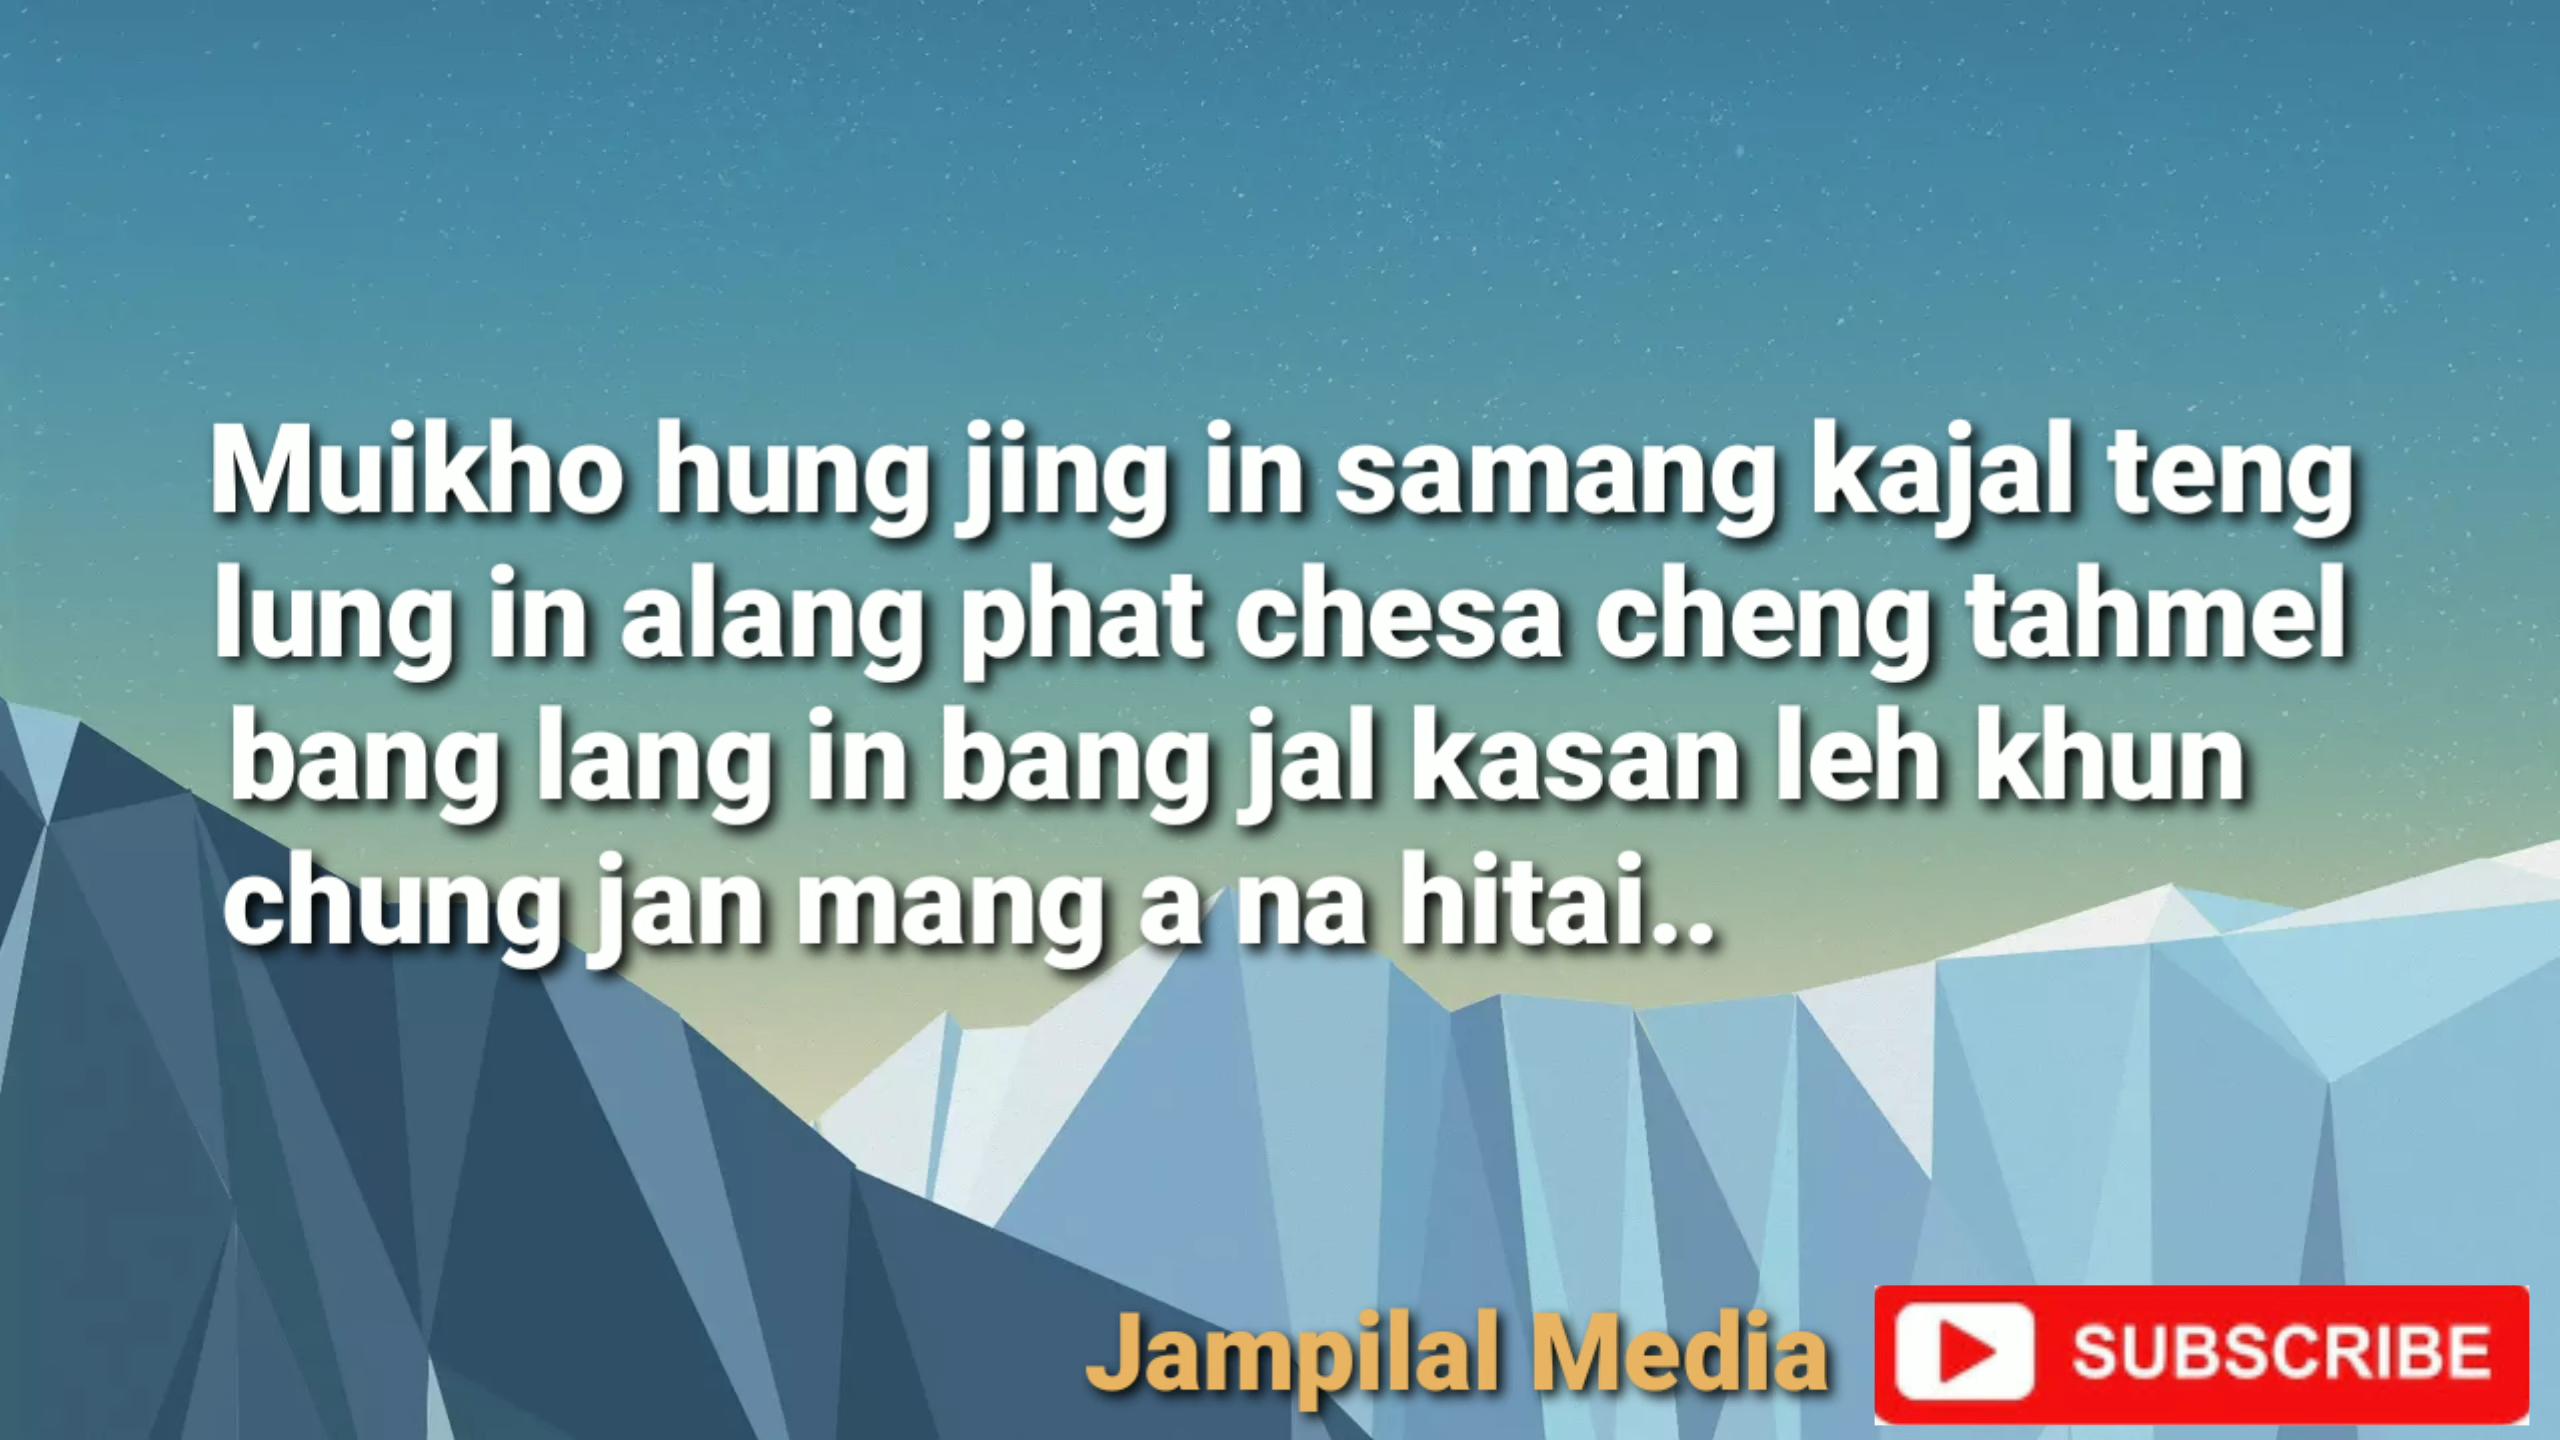 Muikho hung jing in samang kajal teng
lung in alang phat chesa cheng tahmel
bang lang in bang jal kasan leh khun
chung jan mang a na hitai..
Jampilal Media
SUBSCRIBE